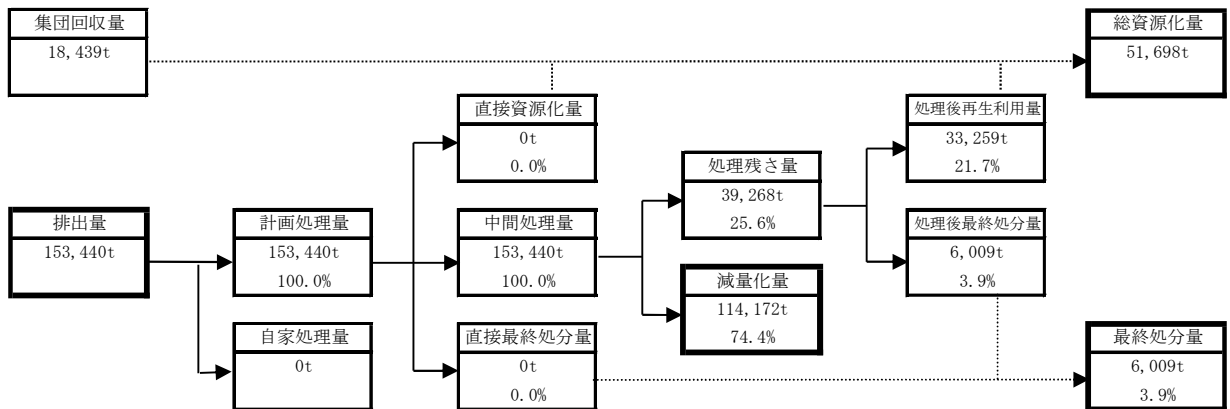 集団回収量
18,439t
総資源化量
51,698t
直接資源化量
0t
0.0%
処理後再生利用量
33,259t
21.7%
処理残さ量
39,268t
25.6%
排出量
153,440t
計画処理量
153,440t
100.0%
中間処理量
153,440t
100.0%
処理後最終処分量
6,009t
3.9%
減量化量
114,172t
74.4%
自家処理量
0t
直接最終処分量
0t
0.0%
最終処分量
6,009t
3.9%